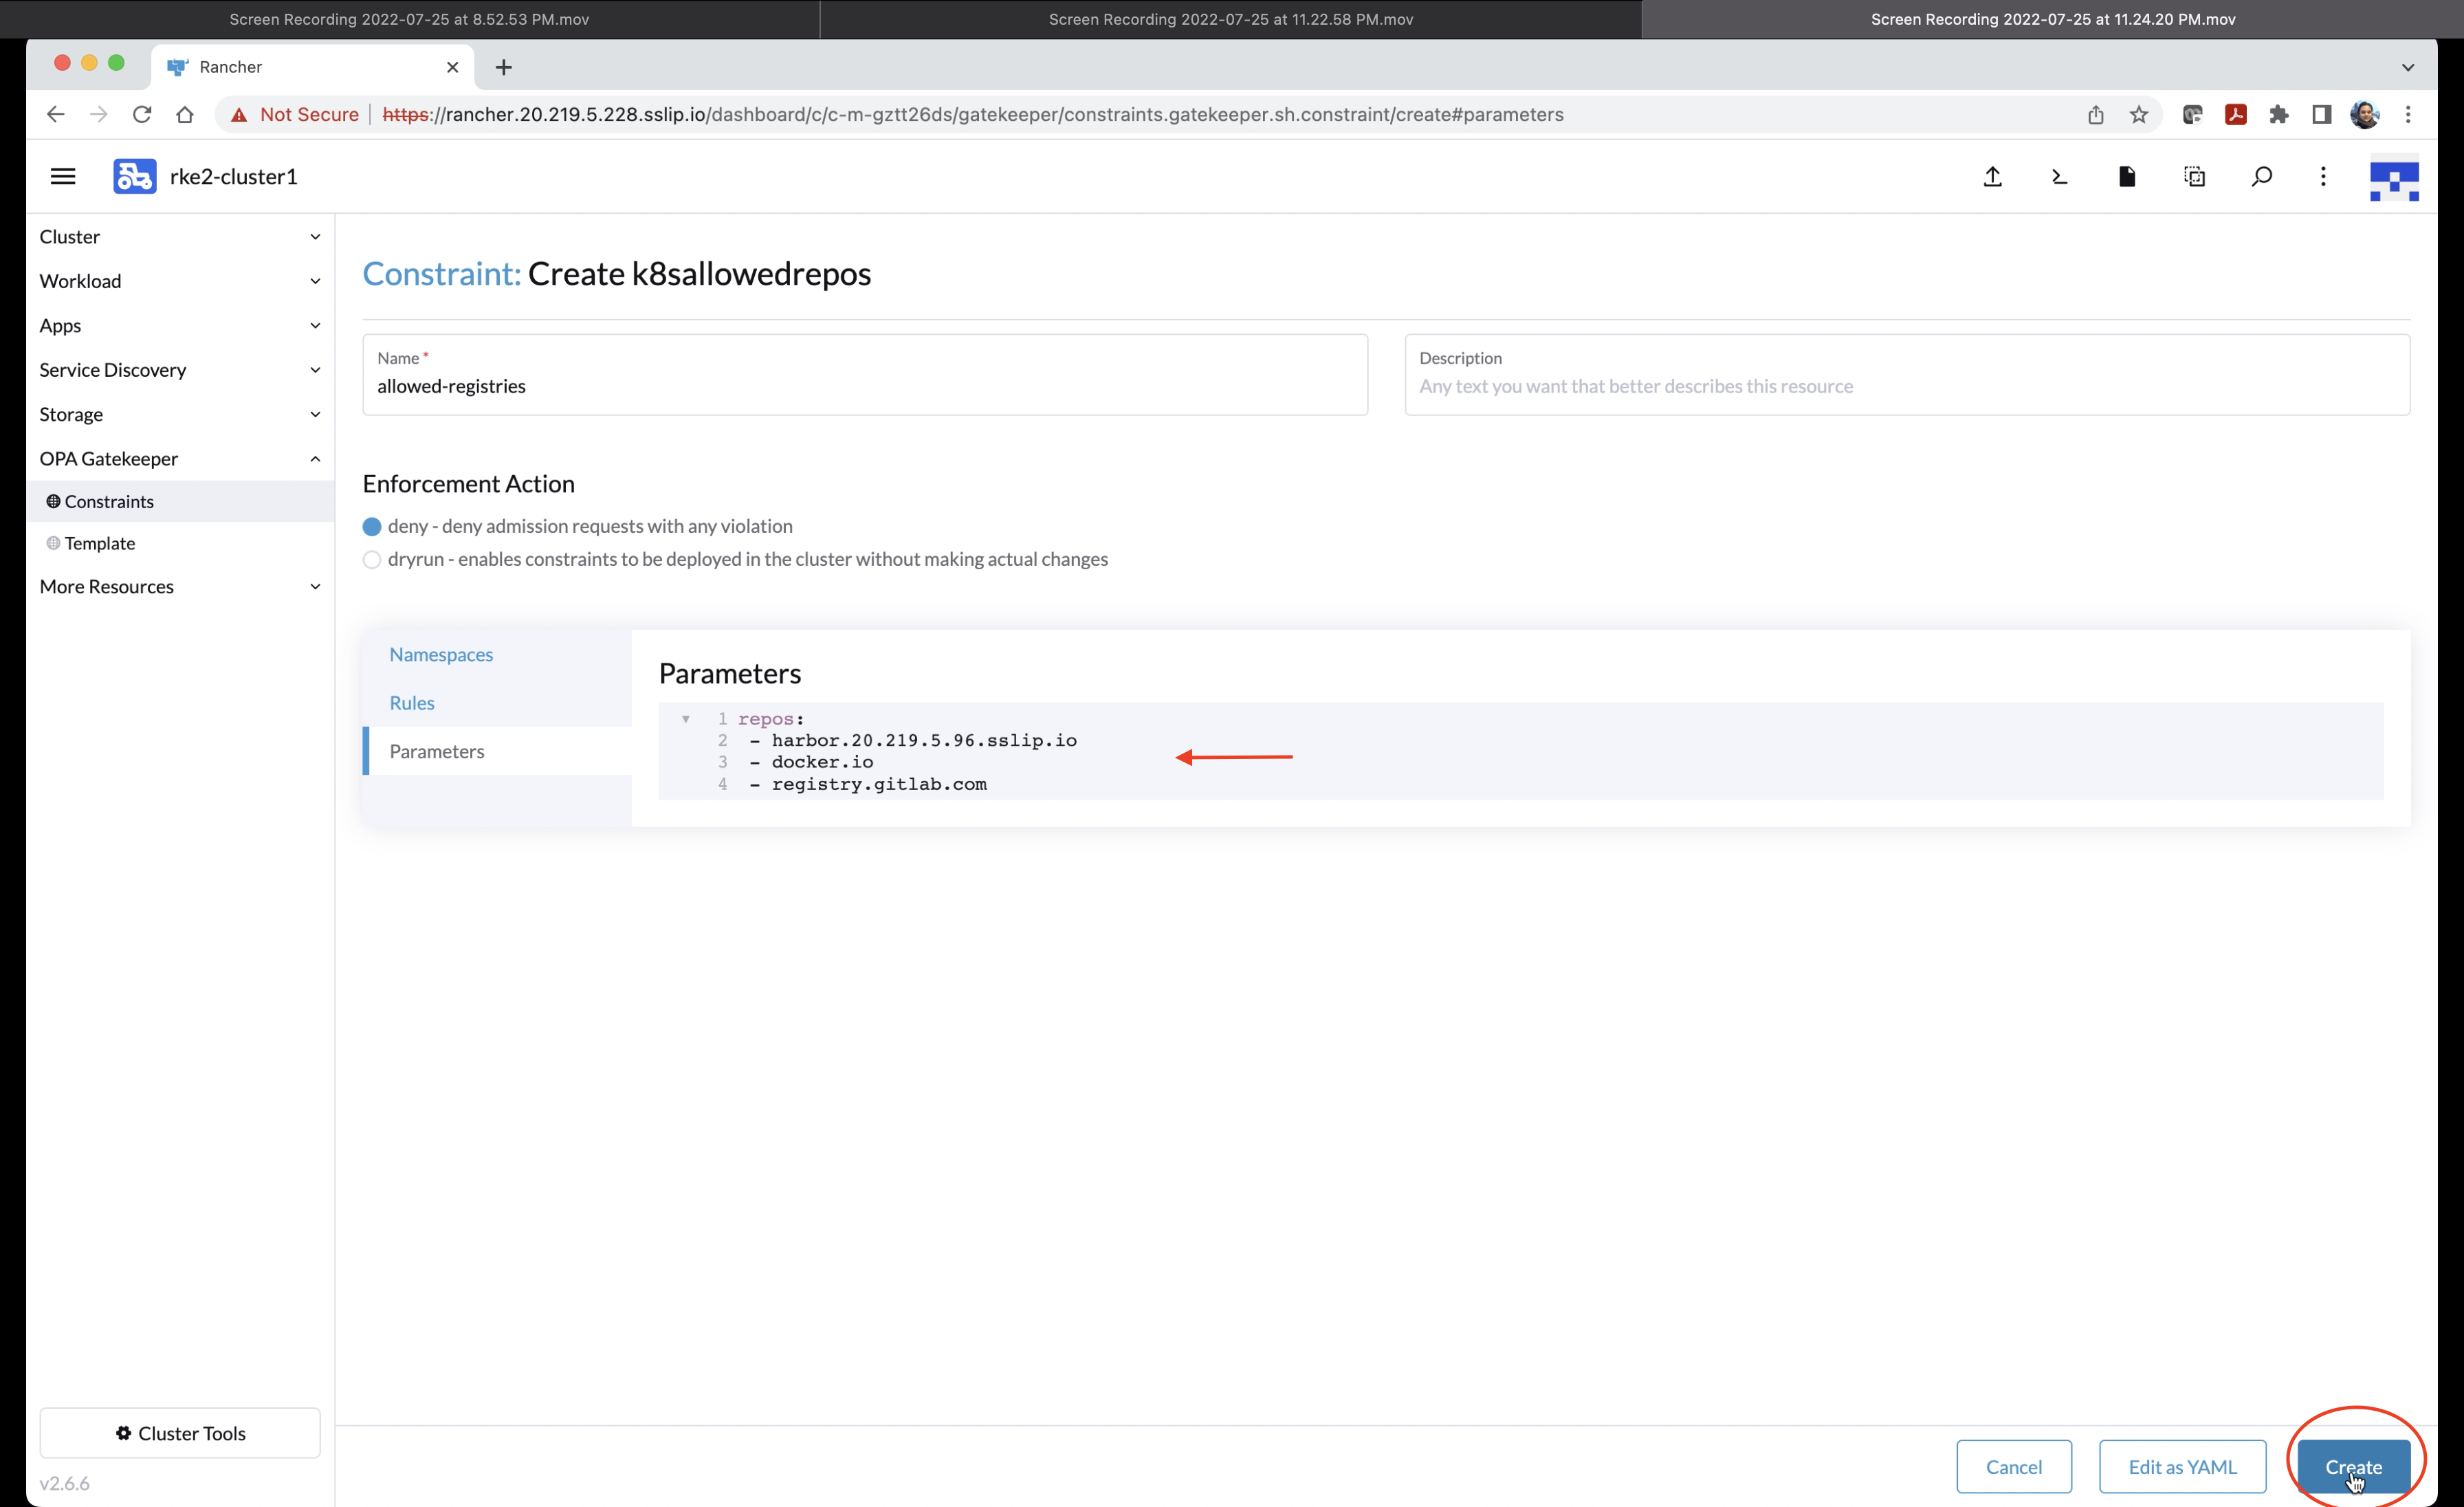 Screen Recording 2022-07-25 at 8.52.53 PM.mov
Screen Recording 2022-07-25 at 11.22.58 PM.mov
Screen Recording 2022-07-25 at 11.24.20 PM.mov
Rancher
Not Secure
https://rancher.20.219.5.228.sslip.io/dashboard/c/c-m-gztt26ds/gatekeeper/constraints.gatekeeper.sh.constraint/create#parameters
rke2-cluster1
Cluster
Workload
Apps
Service Discovery
Storage
OPA Gatekeeper
Constraints
Template
More Resources
Constraint: Create k8sallowedrepos
Name *
allowed-registries
Description
Any text you want that better describes this resource
Enforcement Action
deny - deny admission requests with any violation
dryrun - enables constraints to be deployed in the cluster without making actual changes
Namespaces
Rules
Parameters
Parameters
1 repos:
2 - harbor.20.219.5.96.sslip.io
3 - docker.io
4 - registry.gitlab.com
Cluster Tools
v2.6.6
Cancel
Edit as YAML
Create